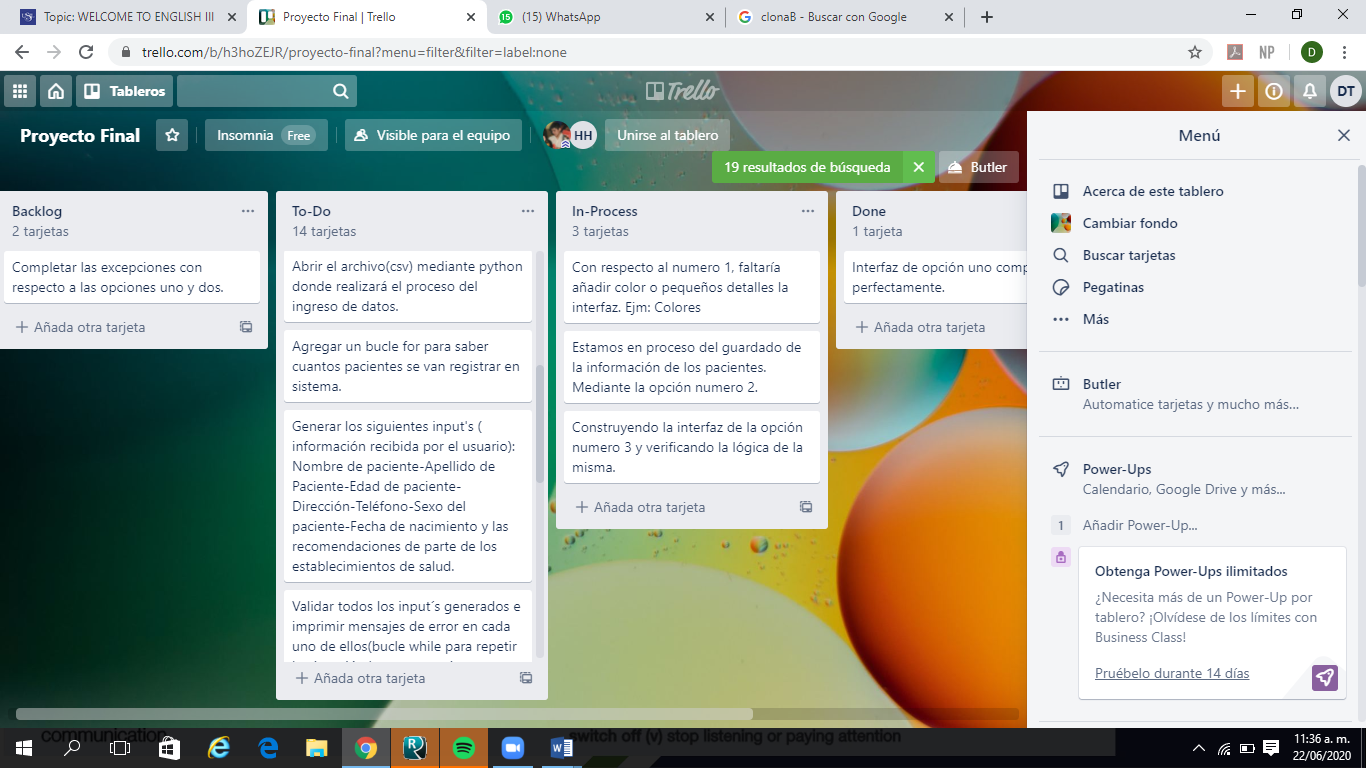 Topic: WELCOME TO ENGLISH III
Proyecto Final | Trello
(15) WhatsApp
clonaB - Buscar con Google
trello.com/b/h3hoZEJR/proyecto-final?menu=filter&filter=label:none
NP
D
Tableros
Trello
DT
Proyecto Final
Insomnia Free
Visible para el equipo
HH
Unirse al tablero
19 resultados de búsqueda
Butler
Backlog
2 tarjetas
Completar las excepciones con
respecto a las opciones uno y dos.
Añada otra tarjeta
To-Do
14 tarjetas
Abrir el archivo(csv) mediante python
donde realizará el proceso del
ingreso de datos.
Agregar un bucle for para saber
cuantos pacientes se van registrar en
sistema.
Generar los siguientes input's (
información recibida por el usuario):
Nombre de paciente-Apellido de
Paciente-Edad de paciente-
Dirección-Teléfono-Sexo del
paciente-Fecha de nacimiento y las
recomendaciones de parte de los
establecimientos de salud.
Validar todos los input´s generados e
imprimir mensajes de error en cada
uno de ellos(bucle while para repetir
Añada otra tarjeta
In-Process
3 tarjetas
Con respecto al numero 1, faltaría
añadir color o pequeños detalles la
interfaz. Ejm: Colores
Estamos en proceso del guardado de
la información de los pacientes.
Mediante la opción numero 2.
Construyendo la interfaz de la opción
numero 3 y verificando la lógica de la
misma.
Añada otra tarjeta
Done
1 tarjeta
Interfaz de opción uno comp
perfectamente.
Añada otra tarjeta
Menú
Acerca de este tablero
Cambiar fondo
Buscar tarjetas
Pegatinas
Más
Butler
Automatice tarjetas y mucho más...
Power-Ups
Calendario, Google Drive y más...
1 Añadir Power-Up...
Obtenga Power-Ups ilimitados
¿Necesita más de un Power-Up por
tablero? ¡Olvídese de los límites con
Business Class!
Pruébelo durante 14 días
communication
switch off (v) stop listening or paying attention
11:36 a. m.
22/06/2020